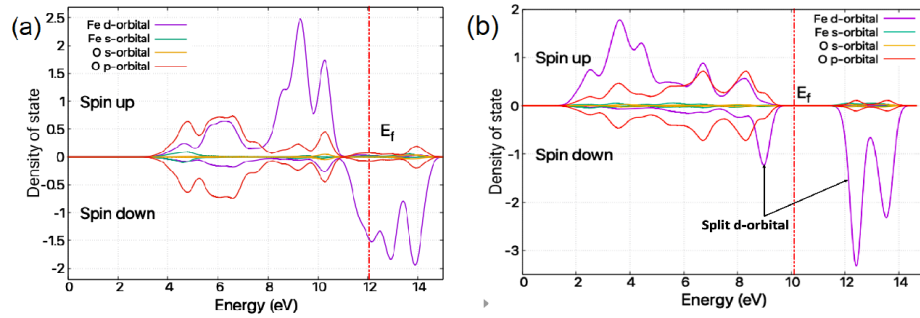 (a)
Fe d-orbital
Fe s-orbital
O s-orbital
O p-orbital
Spin up
Spin down
E_f
Density of state
2.5
2
1.5
1
0.5
0
-0.5
-1
-1.5
-2
0 2 4 6 8 10 12 14
Energy (eV)
(b)
Fe d-orbital
Fe s-orbital
O s-orbital
O p-orbital
Spin up
Spin down
E_f
Split d-orbital
Density of state
2
1
0
-1
-2
-3
0 2 4 6 8 10 12 14
Energy (eV)